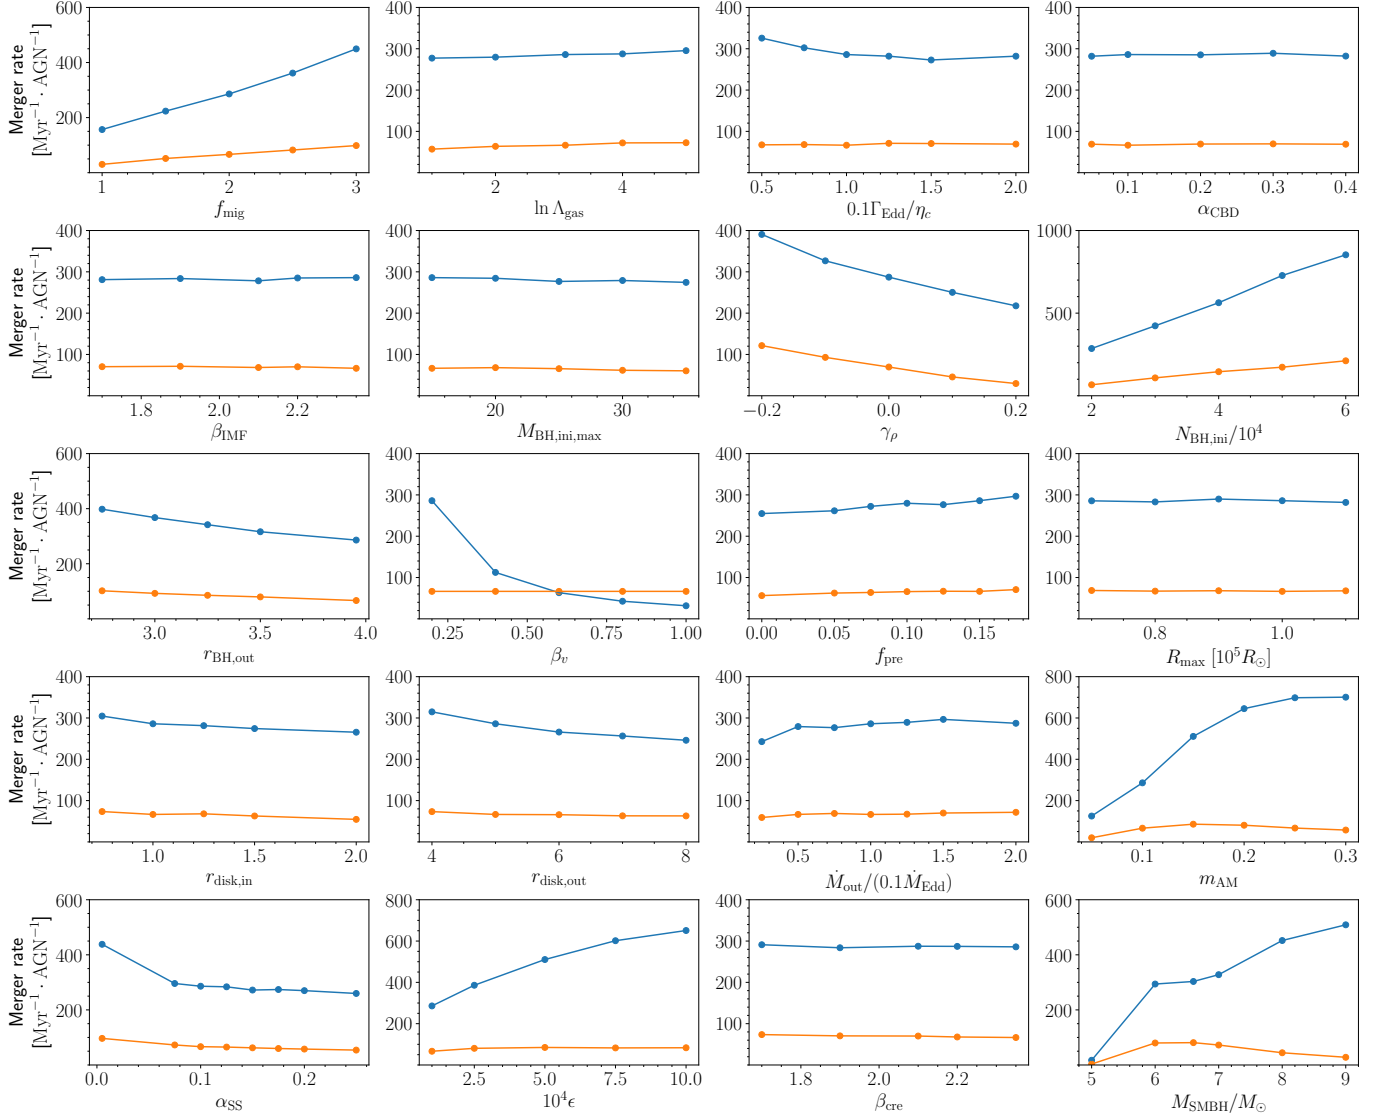 Merger rate
[Myr⁻¹ · AGN⁻¹]
600
400
200
1 2 3
f_mig
400
300
200
100
2 4
ln Λ_gas
400
300
200
100
0.5 1.0 1.5 2.0
0.1Γ_Edd/η_c
400
300
200
100
0.1 0.2 0.3 0.4
α_CBD
Merger rate
[Myr⁻¹ · AGN⁻¹]
400
300
200
100
1.8 2.0 2.2
β_IMF
400
300
200
100
20 30
M_BH,ini,max
400
300
200
100
−0.2 0.0 0.2
γ_ρ
1000
500
2 4 6
N_BH,ini/10⁴
Merger rate
[Myr⁻¹ · AGN⁻¹]
600
400
200
3.0 3.5 4.0
r_BH,out
400
300
200
100
0.25 0.50 0.75 1.00
β_v
400
300
200
100
0.00 0.05 0.10 0.15
f_pre
400
300
200
100
0.8 1.0
R_max [10⁵R_⊙]
Merger rate
[Myr⁻¹ · AGN⁻¹]
400
300
200
100
1.0 1.5 2.0
r_disk,in
400
300
200
100
4 6 8
r_disk,out
400
300
200
100
0.5 1.0 1.5 2.0
Ṁ_out/(0.1Ṁ_Edd)
800
600
400
200
0.1 0.2 0.3
m_AM
Merger rate
[Myr⁻¹ · AGN⁻¹]
600
400
200
0.0 0.1 0.2
α_SS
800
600
400
200
2.5 5.0 7.5 10.0
10⁴ϵ
400
300
200
100
1.8 2.0 2.2
β_cre
600
400
200
5 6 7 8 9
M_SMBH/M_⊙